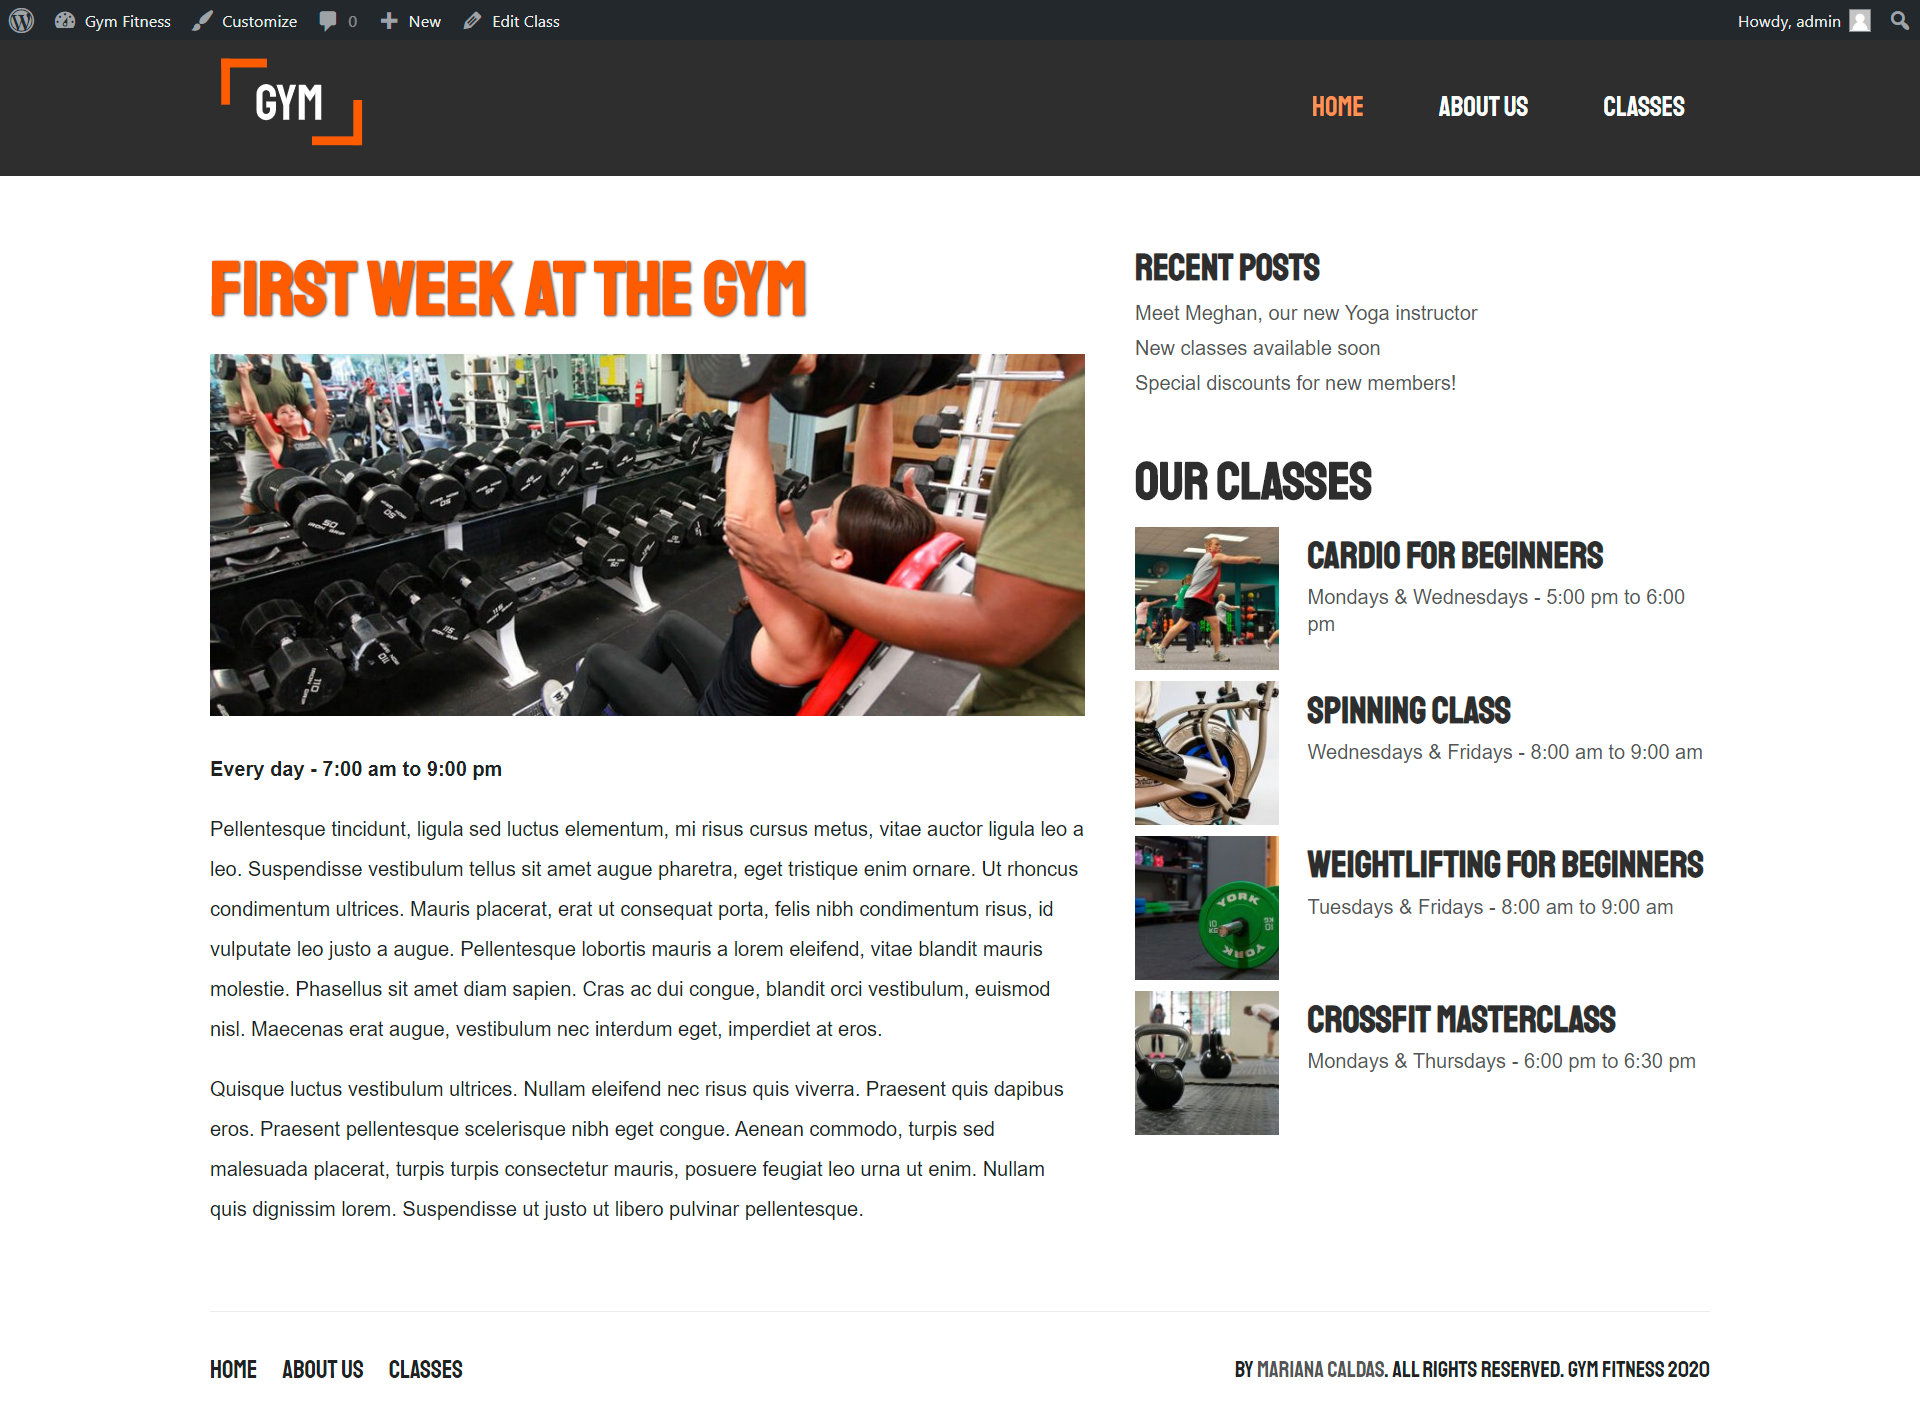 Gym Fitness Customize 0 New Edit Class Howdy, admin
GYM
HOME ABOUT US CLASSES
FIRST WEEK AT THE GYM
Every day - 7:00 am to 9:00 pm
Pellentesque tincidunt, ligula sed luctus elementum, mi risus cursus metus, vitae auctor ligula leo a
leo. Suspendisse vestibulum tellus sit amet augue pharetra, eget tristique enim ornare. Ut rhoncus
condimentum ultrices. Mauris placerat, erat ut consequat porta, felis nibh condimentum risus, id
vulputate leo justo a augue. Pellentesque lobortis mauris a lorem eleifend, vitae blandit mauris
molestie. Phasellus sit amet diam sapien. Cras ac dui congue, blandit orci vestibulum, euismod
nisl. Maecenas erat augue, vestibulum nec interdum eget, imperdiet at eros.
Quisque luctus vestibulum ultrices. Nullam eleifend nec risus quis viverra. Praesent quis dapibus
eros. Praesent pellentesque scelerisque nibh eget congue. Aenean commodo, turpis sed
malesuada placerat, turpis turpis consectetur mauris, posuere feugiat leo urna ut enim. Nullam
quis dignissim lorem. Suspendisse ut justo ut libero pulvinar pellentesque.
RECENT POSTS
Meet Meghan, our new Yoga instructor
New classes available soon
Special discounts for new members!
OUR CLASSES
CARDIO FOR BEGINNERS
Mondays & Wednesdays - 5:00 pm to 6:00
pm
SPINNING CLASS
Wednesdays & Fridays - 8:00 am to 9:00 am
WEIGHTLIFTING FOR BEGINNERS
Tuesdays & Fridays - 8:00 am to 9:00 am
YORK
10 KG
YORK
CROSSFIT MASTERCLASS
Mondays & Thursdays - 6:00 pm to 6:30 pm
HOME ABOUT US CLASSES
BY MARIANA CALDAS. ALL RIGHTS RESERVED. GYM FITNESS 2020